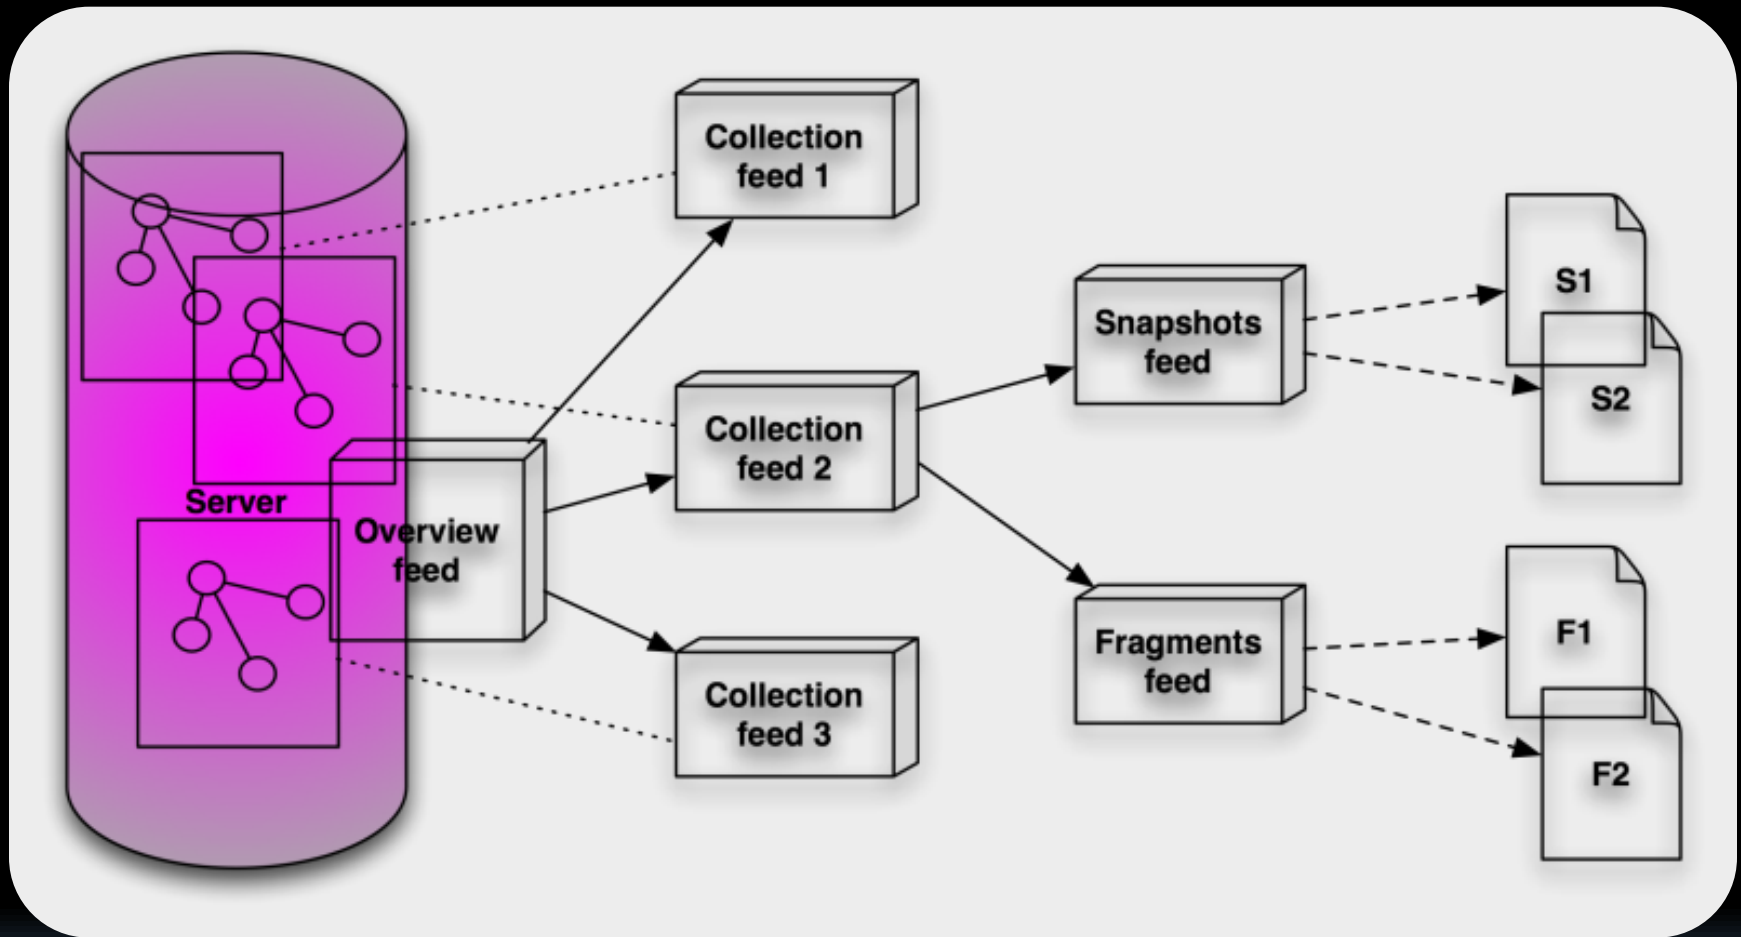 Server
Overview
feed
Collection
feed 1
Collection
feed 2
Collection
feed 3
Snapshots
feed
Fragments
feed
S1
S2
F1
F2